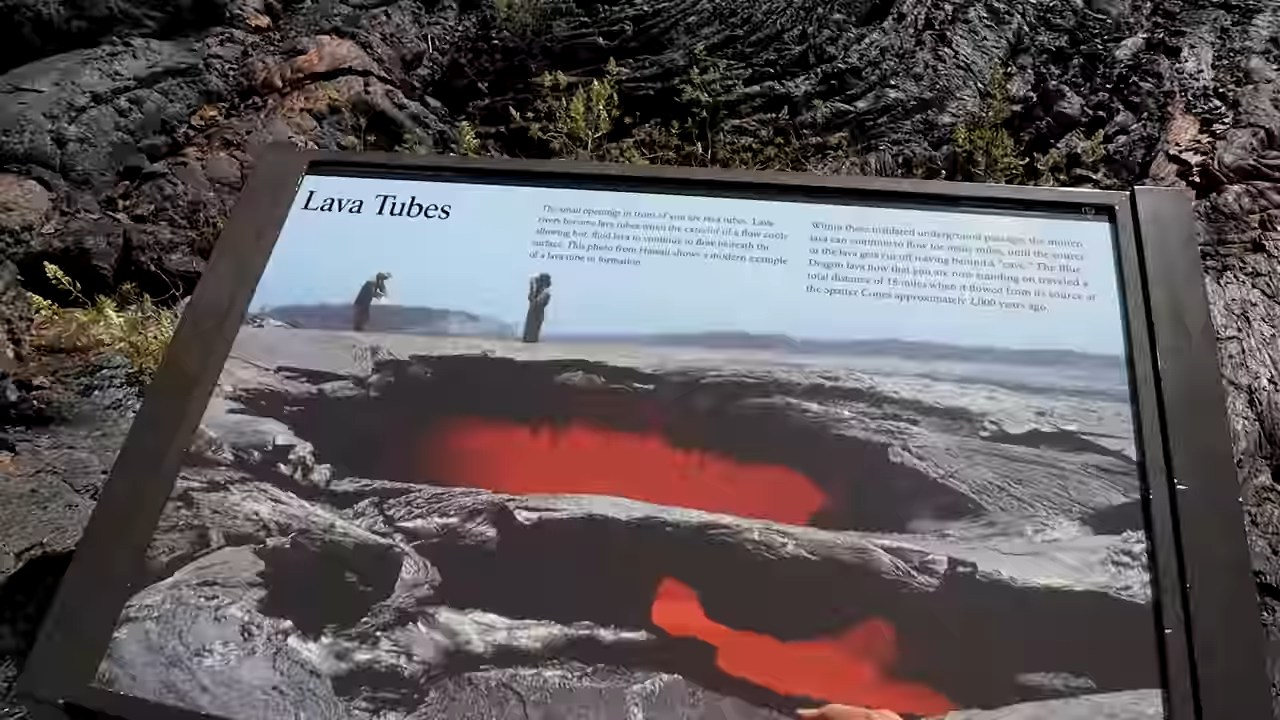 Lava Tubes
The small openings in front of you are lava tubes. Lava
rivers become lava tubes when the exterior of a flow cools
allowing hot, fluid lava to continue to flow beneath the
surface. This photo from Hawaii shows a modern example
of a lava tube in formation.
Within these insulated underground passages, the molten
lava can continue to flow for many miles, until the source
of the lava gets cut off leaving behind a "cave." The Blue
Dragon lava flow that you are now standing on traveled a
total distance of 18 miles when it flowed from its source at
the Spatter Cones approximately 2,000 years ago.